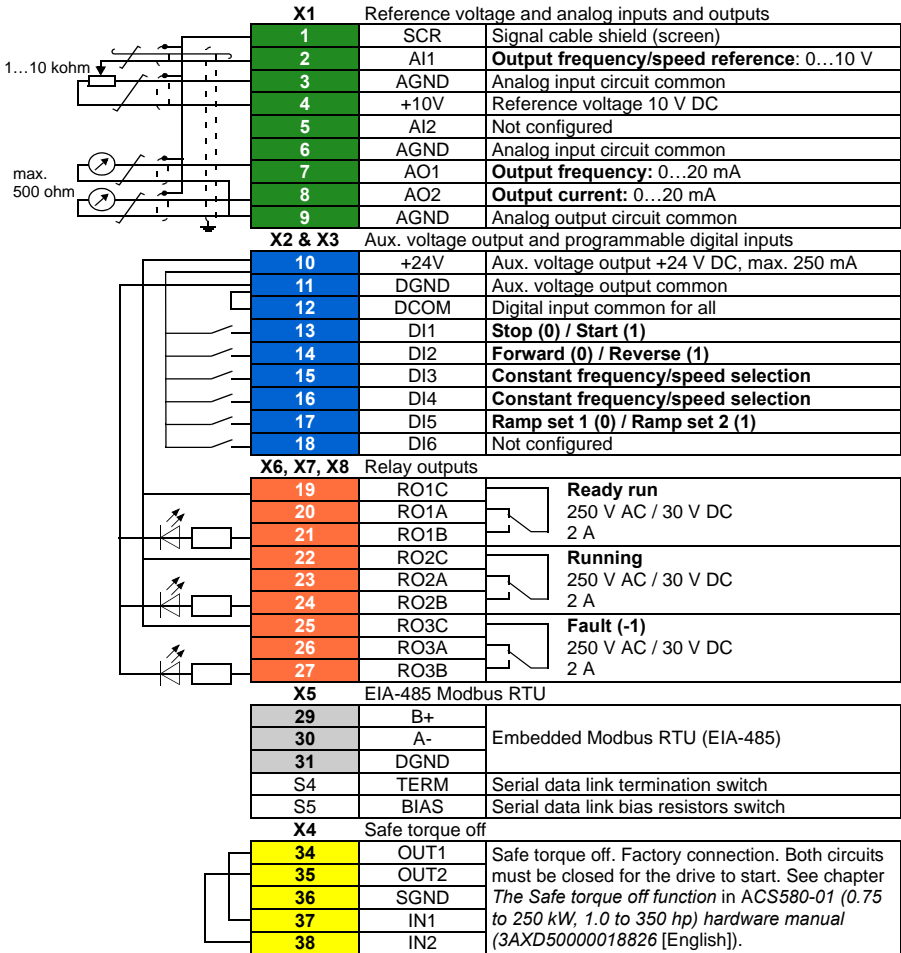 X1 Reference voltage and analog inputs and outputs
1 SCR Signal cable shield (screen)
1…10 kohm
2 AI1 Output frequency/speed reference: 0…10 V
3 AGND Analog input circuit common
4 +10V Reference voltage 10 V DC
5 AI2 Not configured
6 AGND Analog input circuit common
max.
500 ohm
7 AO1 Output frequency: 0…20 mA
8 AO2 Output current: 0…20 mA
9 AGND Analog output circuit common
X2 & X3 Aux. voltage output and programmable digital inputs
10 +24V Aux. voltage output +24 V DC, max. 250 mA
11 DGND Aux. voltage output common
12 DCOM Digital input common for all
13 DI1 Stop (0) / Start (1)
14 DI2 Forward (0) / Reverse (1)
15 DI3 Constant frequency/speed selection
16 DI4 Constant frequency/speed selection
17 DI5 Ramp set 1 (0) / Ramp set 2 (1)
18 DI6 Not configured
X6, X7, X8 Relay outputs
19 RO1C Ready run
20 RO1A 250 V AC / 30 V DC
21 RO1B 2 A
22 RO2C Running
23 RO2A 250 V AC / 30 V DC
24 RO2B 2 A
25 RO3C Fault (-1)
26 RO3A 250 V AC / 30 V DC
27 RO3B 2 A
X5 EIA-485 Modbus RTU
29 B+
30 A- Embedded Modbus RTU (EIA-485)
31 DGND
S4 TERM Serial data link termination switch
S5 BIAS Serial data link bias resistors switch
X4 Safe torque off
34 OUT1 Safe torque off. Factory connection. Both circuits
35 OUT2 must be closed for the drive to start. See chapter
36 SGND The Safe torque off function in ACS580-01 (0.75
37 IN1 to 250 kW, 1.0 to 350 hp) hardware manual
38 IN2 (3AXD50000018826 [English]).